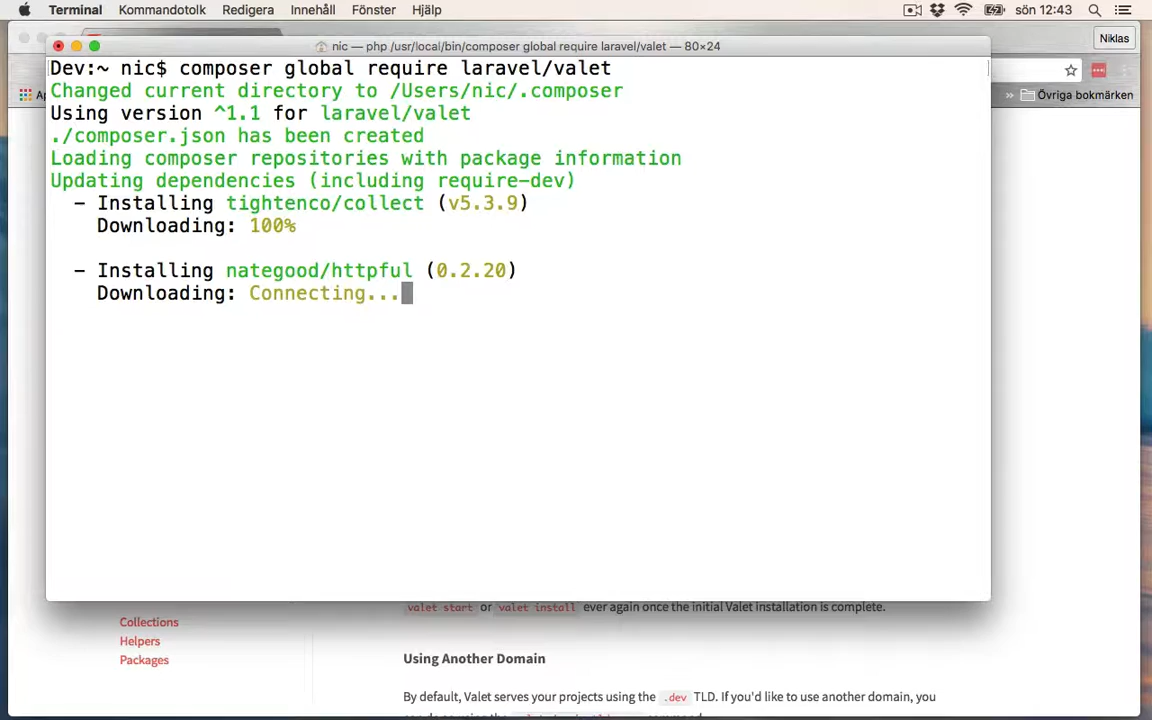 Terminal Kommandotolk Redigera Innehåll Fönster Hjälp sön 12:43
nic — php /usr/local/bin/composer global require laravel/valet — 80×24
Niklas
Övriga bokmärken
Dev:~ nic$ composer global require laravel/valet
Changed current directory to /Users/nic/.composer
Using version ^1.1 for laravel/valet
./composer.json has been created
Loading composer repositories with package information
Updating dependencies (including require-dev)
- Installing tightenco/collect (v5.3.9)
Downloading: 100%
- Installing nategood/httpful (0.2.20)
Downloading: Connecting...
valet start or valet install ever again once the initial Valet installation is complete.
Collections
Helpers
Packages
Using Another Domain
By default, Valet serves your projects using the .dev TLD. If you'd like to use another domain, you